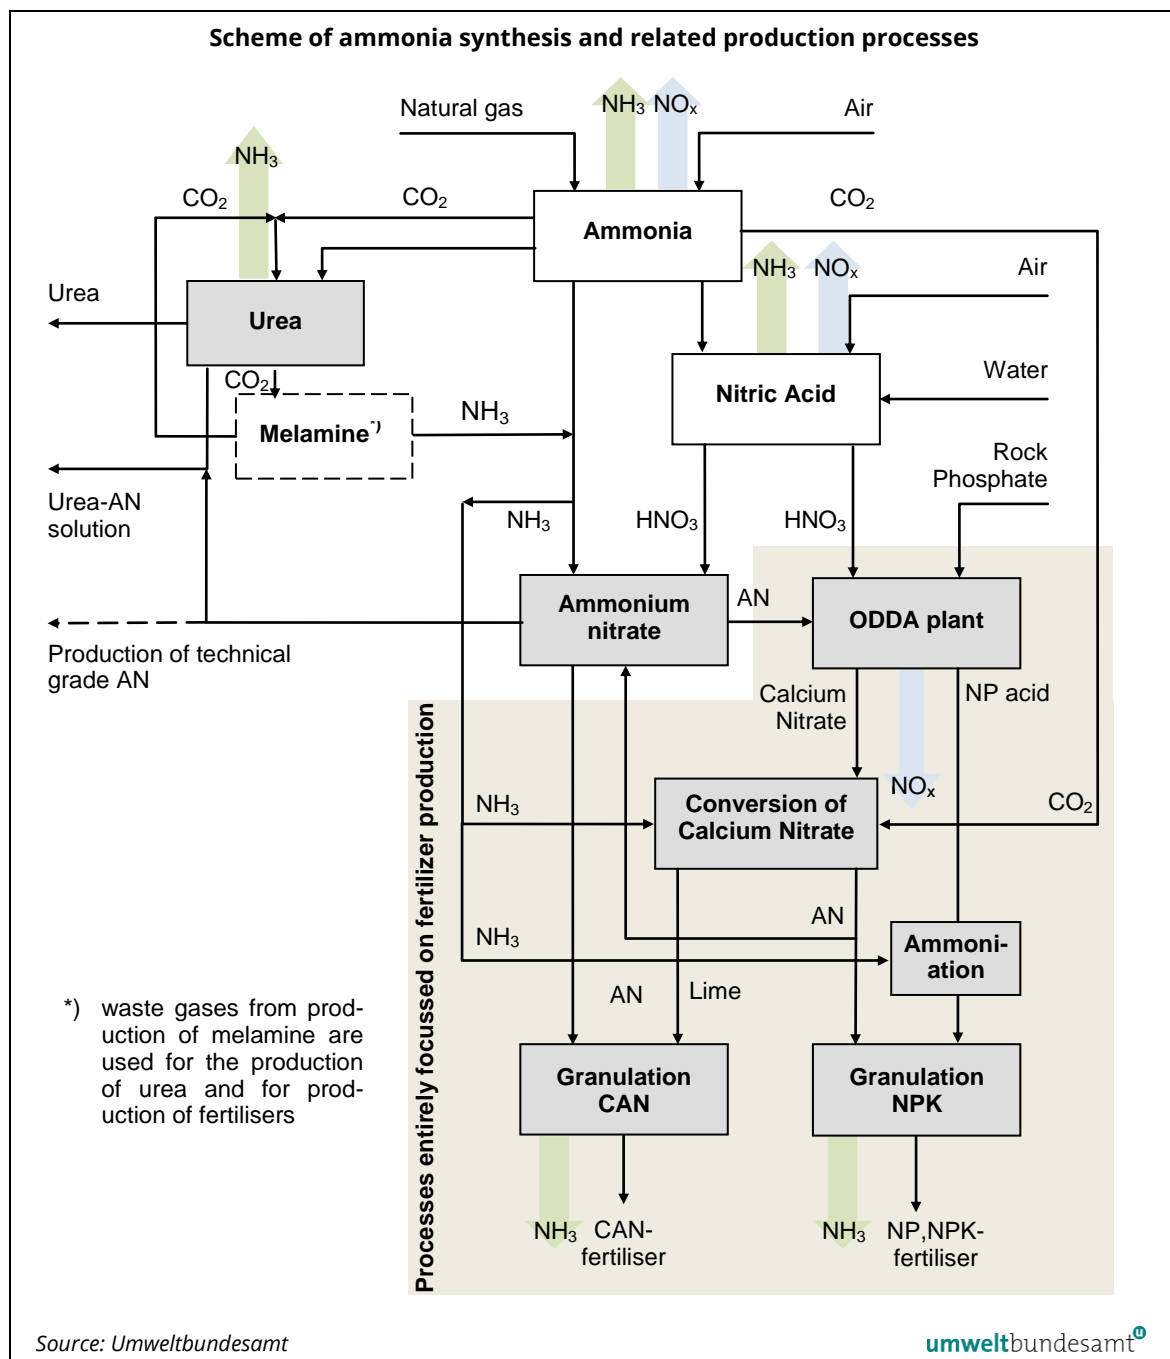 Scheme of ammonia synthesis and related production processes
Natural gas
NH₃
NOₓ
Air
NH₃
CO₂
CO₂
CO₂
Ammonia
NH₃
NOₓ
Air
Urea
Urea
CO₂
Nitric Acid
Water
Melamine*)
NH₃
Rock
Phosphate
Urea-AN
solution
NH₃
HNO₃
HNO₃
Ammonium
nitrate
AN
ODDA plant
Production of technical
grade AN
Calcium
Nitrate
NP acid
Processes entirely focussed on fertilizer production
NH₃
Conversion of
Calcium Nitrate
NOₓ
CO₂
AN
NH₃
Ammoni-
ation
AN
Lime
*) waste gases from pro-
duction of melamine are
used for the production
of urea and for prod-
uction of fertilisers
Granulation
CAN
Granulation
NPK
NH₃
CAN-
fertiliser
NH₃
NP,NPK-
fertiliser
Source: Umweltbundesamt
umweltbundesamt ᵘ